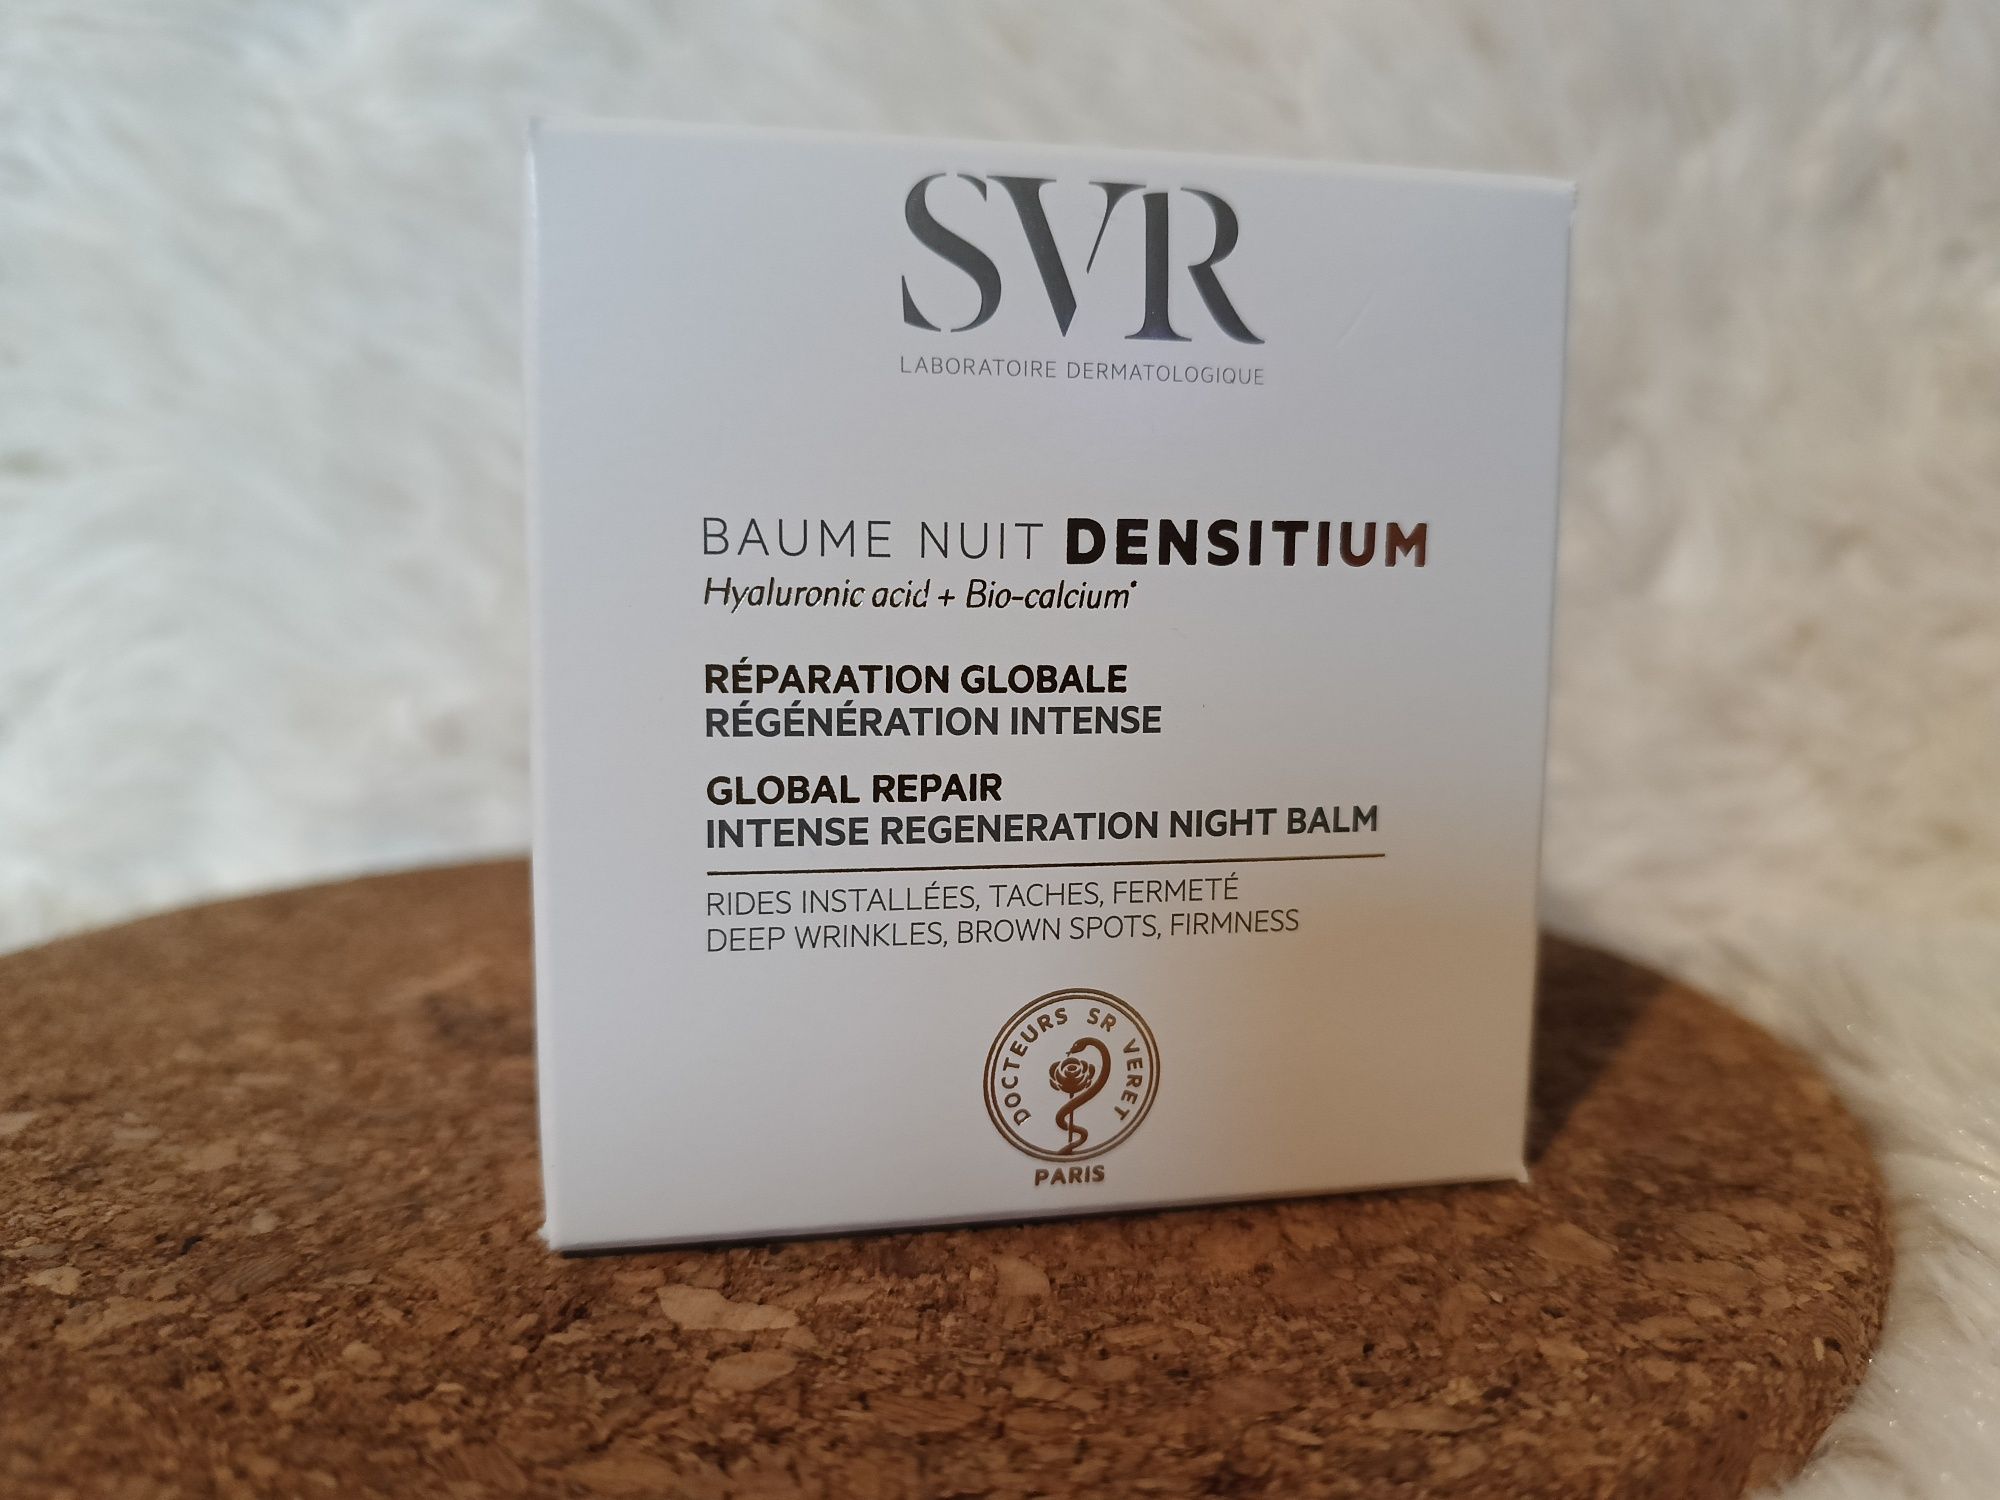 SVR
LABORATOIRE DERMATOLOGIQUE
BAUME NUIT DENSITIUM
Hyaluronic acid + Bio-calcium*
RÉPARATION GLOBALE
RÉGÉNÉRATION INTENSE
GLOBAL REPAIR
INTENSE REGENERATION NIGHT BALM
RIDES INSTALLÉES, TACHES, FERMETÉ
DEEP WRINKLES, BROWN SPOTS, FIRMNESS
DOCTEURS SR VERET
PARIS